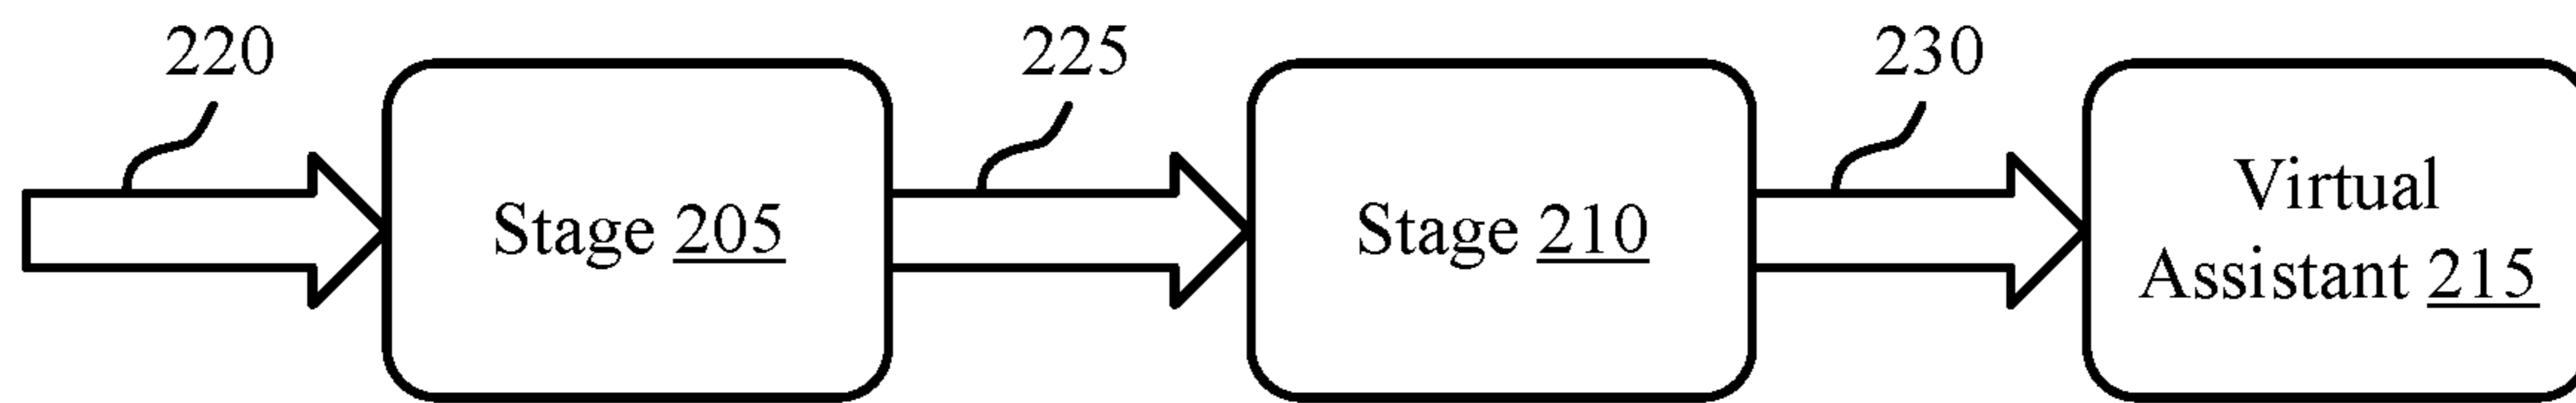 220
225
230
Stage 205
Stage 210
Virtual
Assistant 215